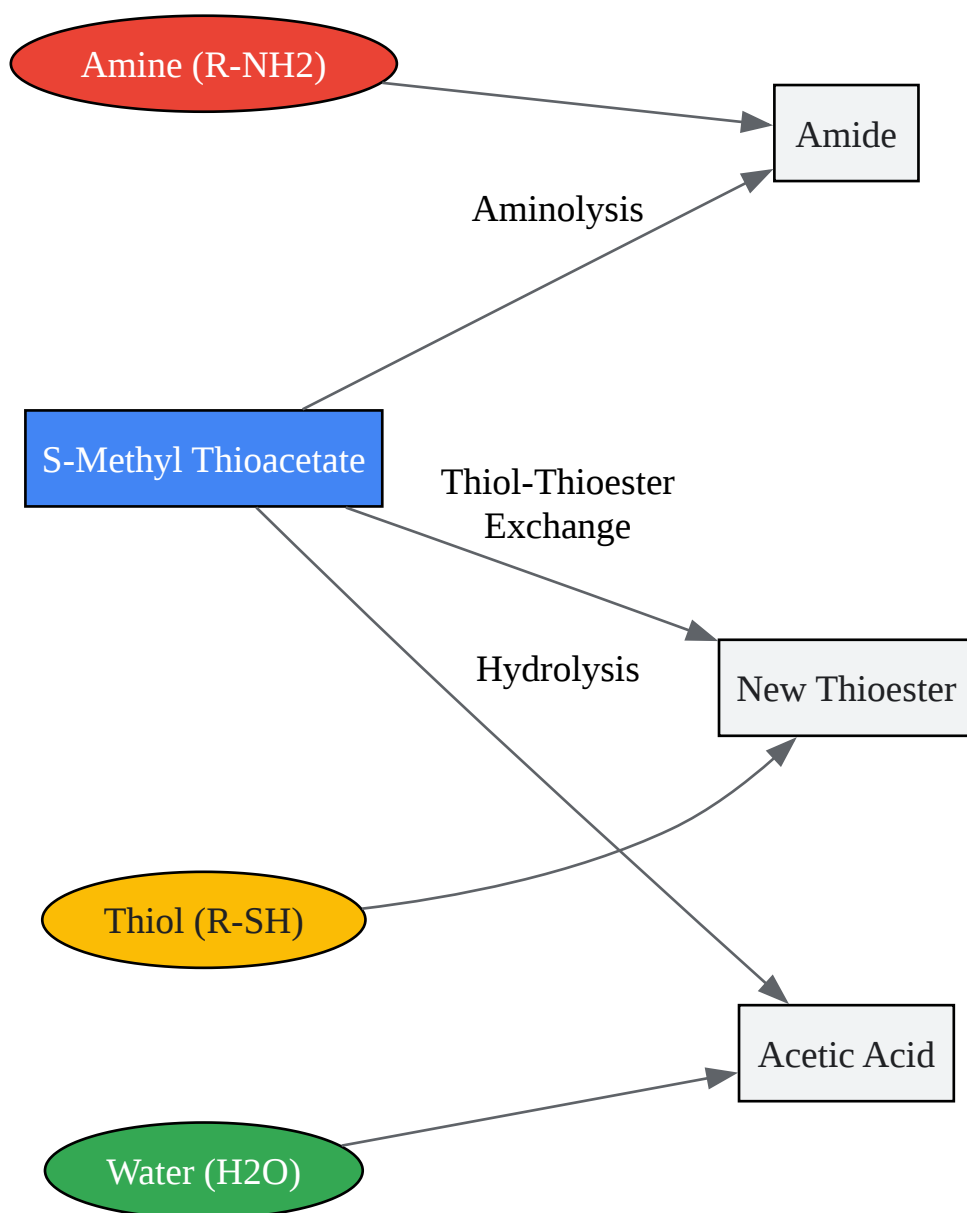 Amine (R-NH2)
Amide
Aminolysis
S-Methyl Thioacetate
Thiol-Thioester
Exchange
Hydrolysis
New Thioester
Thiol (R-SH)
Acetic Acid
Water (H2O)